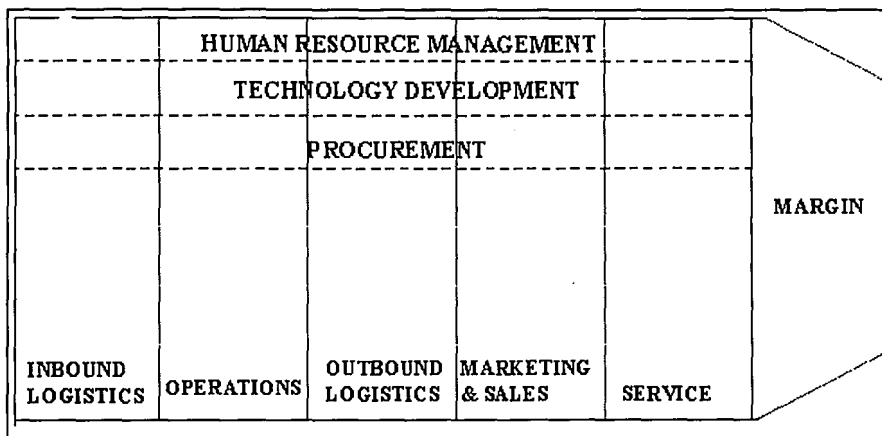 HUMAN RESOURCE MANAGEMENT
TECHNOLOGY DEVELOPMENT
PROCUREMENT
MARGIN
INBOUND
LOGISTICS
OPERATIONS
OUTBOUND
LOGISTICS
MARKETING
& SALES
SERVICE